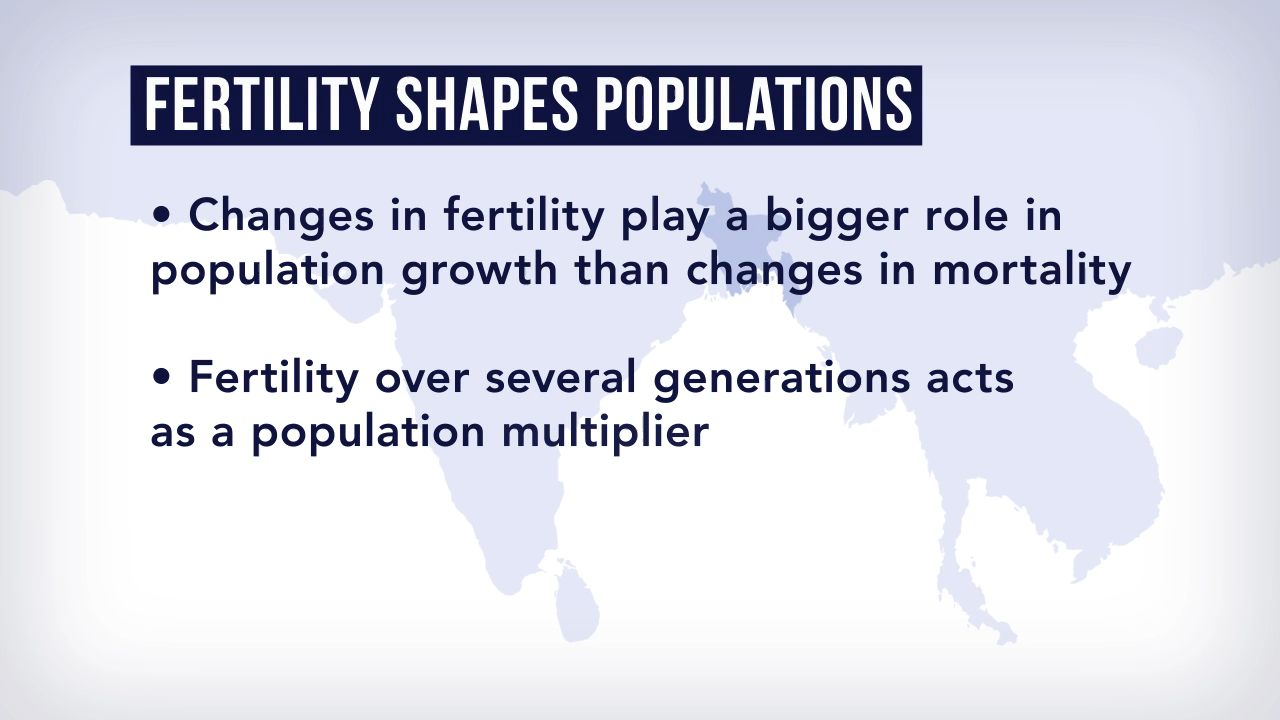 FERTILITY SHAPES POPULATIONS
• Changes in fertility play a bigger role in
population growth than changes in mortality
• Fertility over several generations acts
as a population multiplier